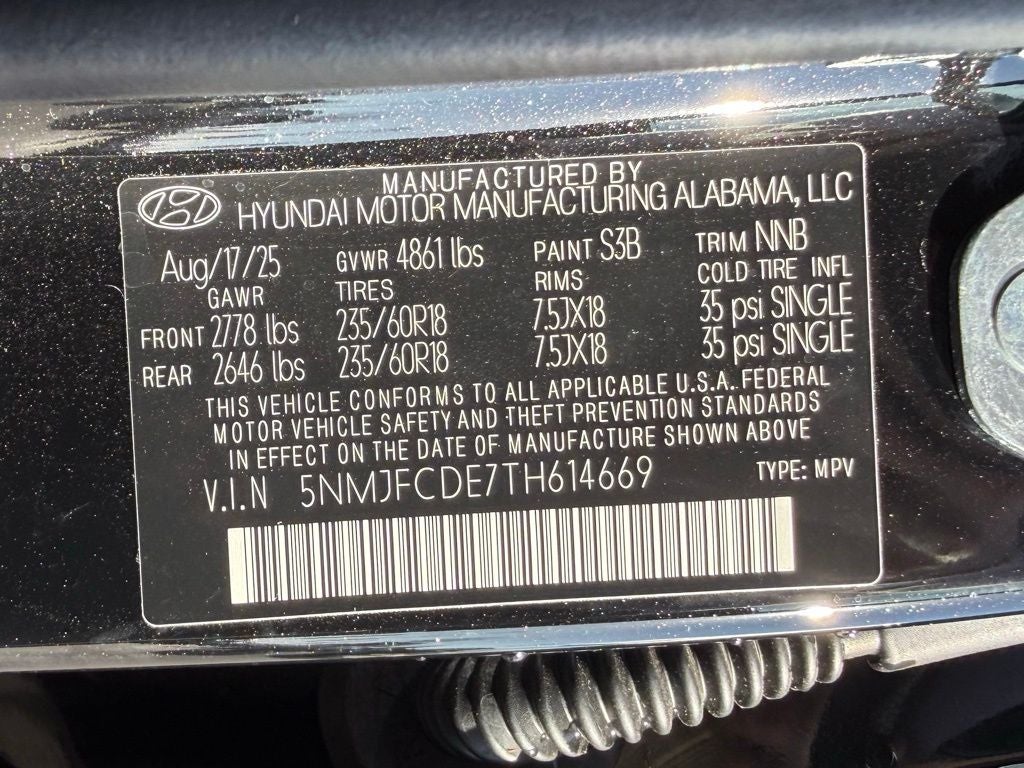 MANUFACTURED BY
HYUNDAI MOTOR MANUFACTURING ALABAMA, LLC
Aug/17/25 GVWR 4861 lbs PAINT S3B TRIM NNB
GAWR TIRES RIMS COLD TIRE INFL
FRONT 2778 lbs 235/60R18 7.5JX18 35 psi SINGLE
REAR 2646 lbs 235/60R18 7.5JX18 35 psi SINGLE
THIS VEHICLE CONFORMS TO ALL APPLICABLE U.S.A. FEDERAL
MOTOR VEHICLE SAFETY AND THEFT PREVENTION STANDARDS
IN EFFECT ON THE DATE OF MANUFACTURE SHOWN ABOVE
V.I.N 5NMJFCDE7TH614669 TYPE: MPV